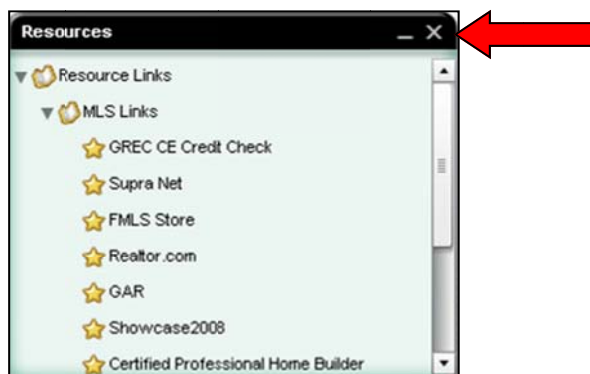 Resources
Resource Links
MLS Links
GREC CE Credit Check
Supra Net
FMLS Store
Realtor.com
GAR
Showcase2008
Certified Professional Home Builder